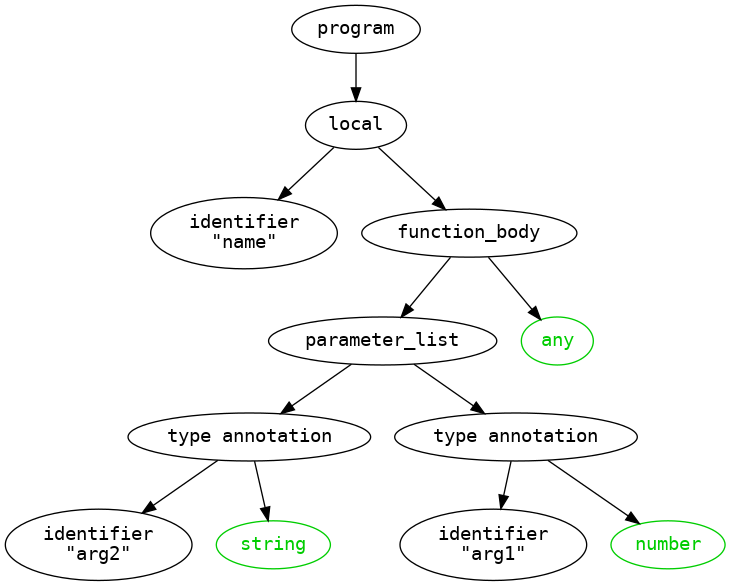 program
local
identifier
"name"
function_body
parameter_list
any
type annotation
type annotation
identifier
"arg2"
string
identifier
"arg1"
number